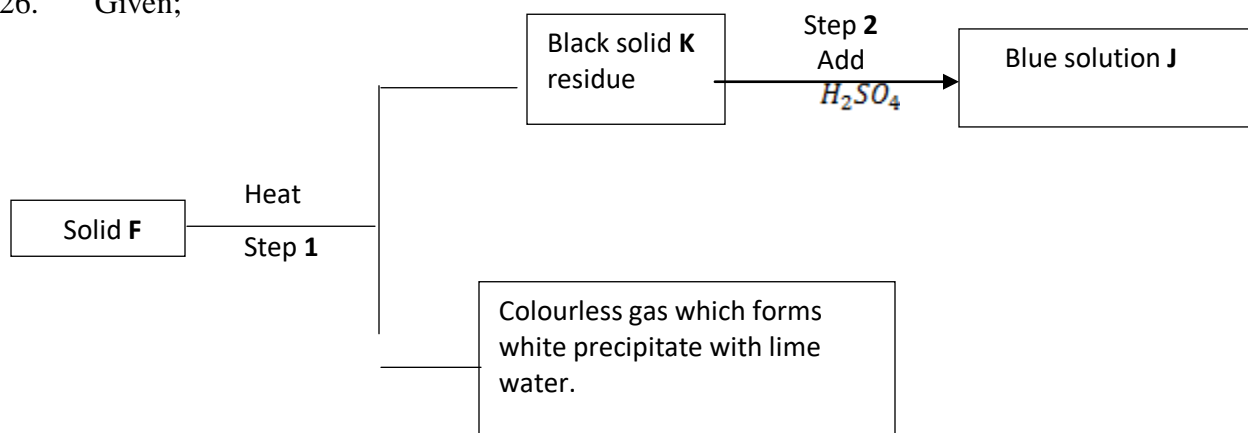 26. Given;
Black solid K
residue
Step 2
Add
H₂SO₄
Blue solution J
Solid F
Heat
Step 1
Colourless gas which forms
white precipitate with lime
water.